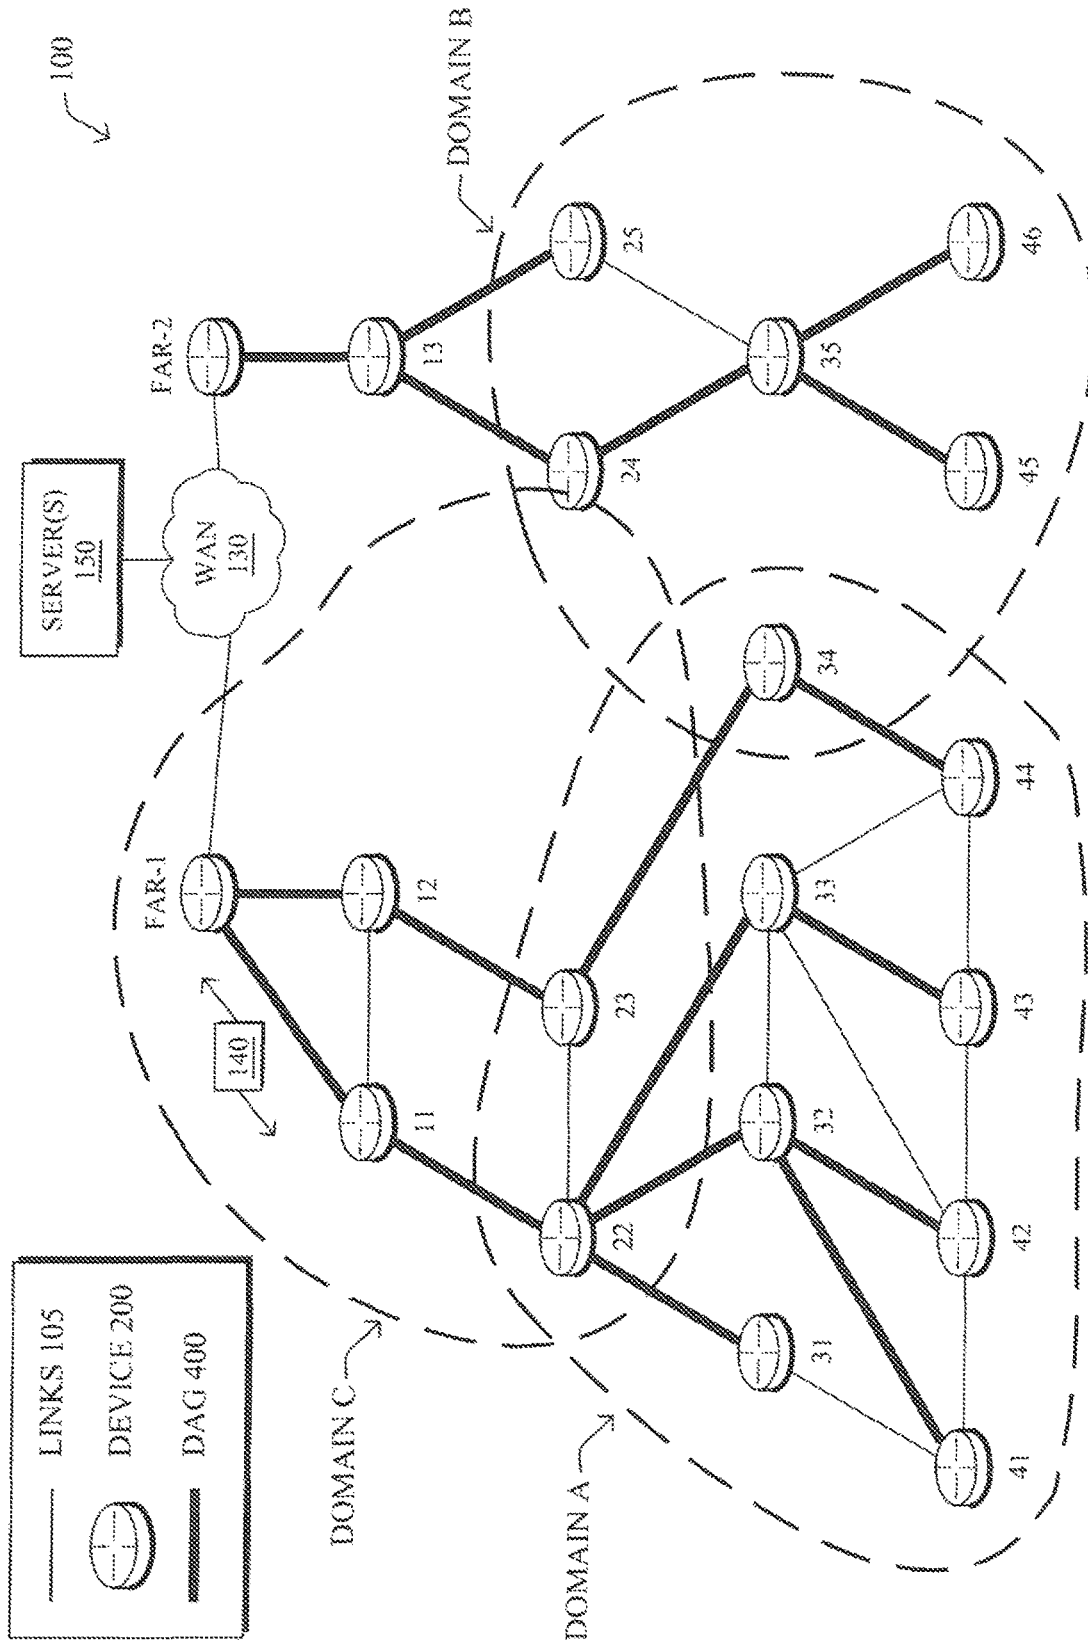 LINKS 105
DEVICE 200
DAG 400
SERVER(S)
150
100
WAN
130
FAR-1
FAR-2
140
DOMAIN C
DOMAIN B
11
12
13
22
23
24
25
DOMAIN A
31
32
33
34
35
41
42
43
44
45
46